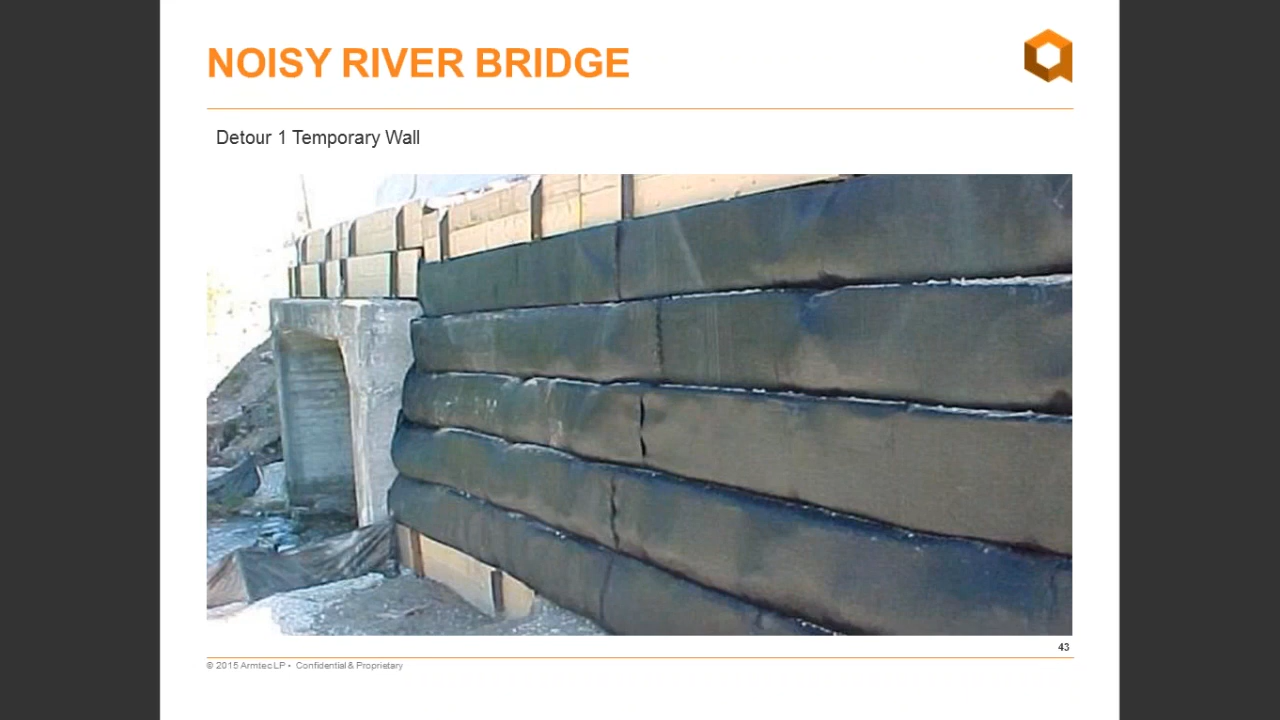 NOISY RIVER BRIDGE
Detour 1 Temporary Wall
43
© 2015 Armtec LP • Confidential & Proprietary